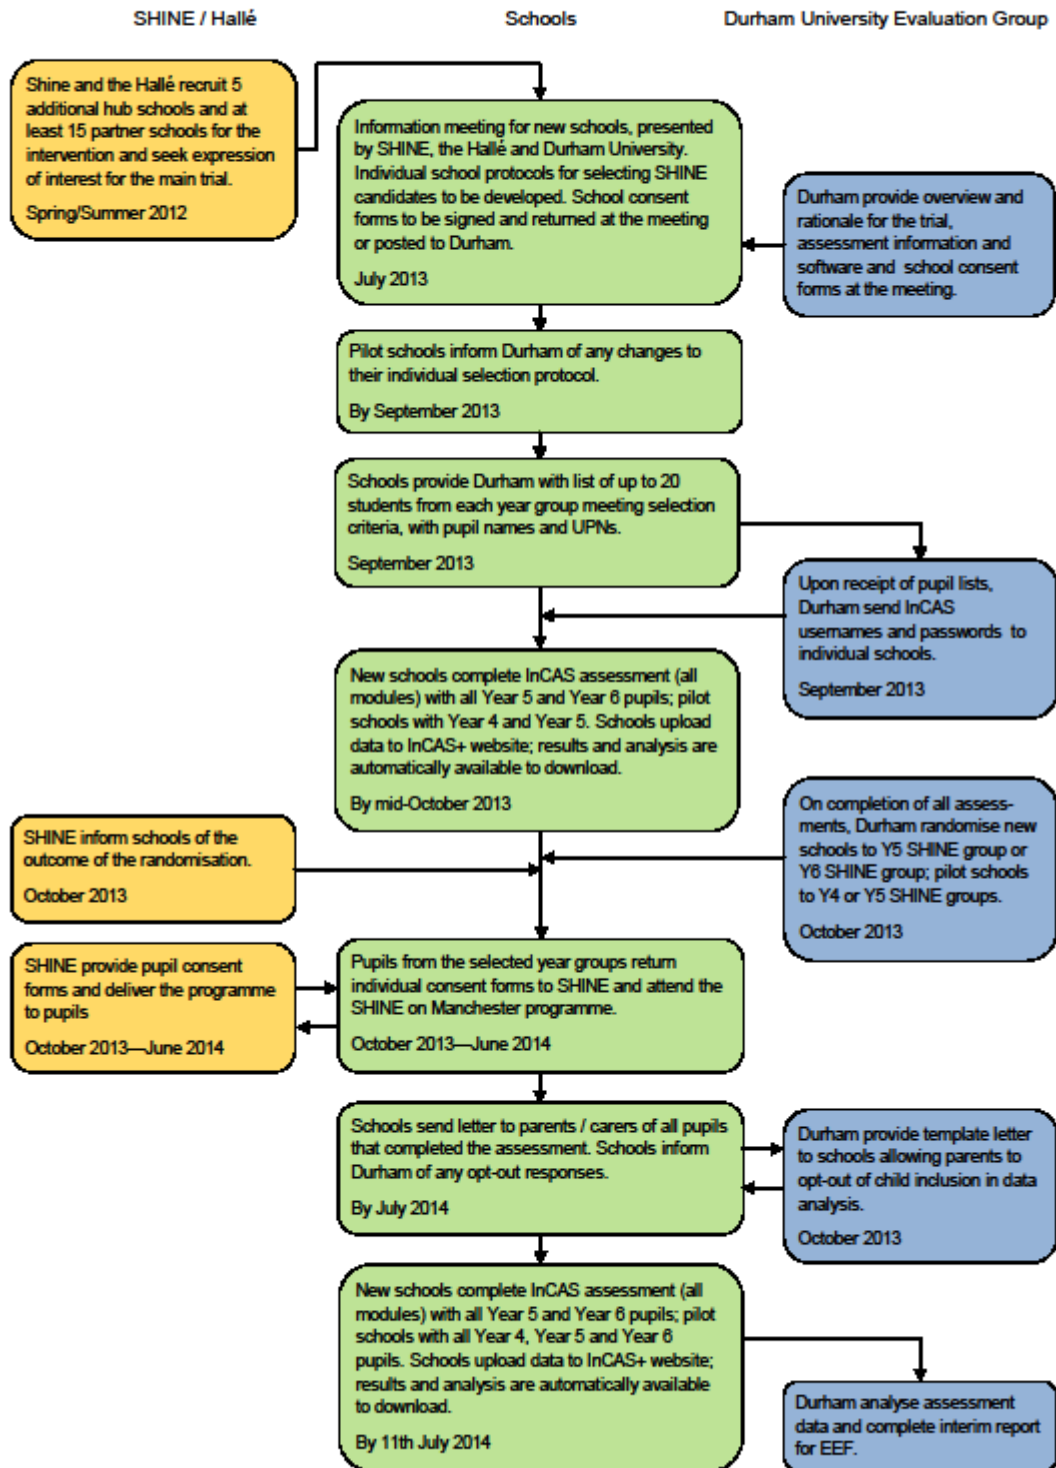 SHINE / Hallé
Schools
Durham University Evaluation Group
Shine and the Hallé recruit 5
additional hub schools and at
least 15 partner schools for the
intervention and seek expression
of interest for the main trial.
Spring/Summer 2012
Information meeting for new schools, presented
by SHINE, the Hallé and Durham University.
Individual school protocols for selecting SHINE
candidates to be developed. School consent
forms to be signed and returned at the meeting
or posted to Durham.
July 2013
Durham provide overview and
rationale for the trial,
assessment information and
software and school consent
forms at the meeting.
Pilot schools inform Durham of any changes to
their individual selection protocol.
By September 2013
Schools provide Durham with list of up to 20
students from each year group meeting selection
criteria, with pupil names and UPNs.
September 2013
Upon receipt of pupil lists,
Durham send InCAS
usernames and passwords to
individual schools.
September 2013
New schools complete InCAS assessment (all
modules) with all Year 5 and Year 6 pupils; pilot
schools with Year 4 and Year 5. Schools upload
data to InCAS+ website; results and analysis are
automatically available to download.
By mid-October 2013
On completion of all assess-
ments, Durham randomise new
schools to Y5 SHINE group or
Y6 SHINE group; pilot schools
to Y4 or Y5 SHINE groups.
October 2013
SHINE inform schools of the
outcome of the randomisation.
October 2013
SHINE provide pupil consent
forms and deliver the programme
to pupils
October 2013—June 2014
Pupils from the selected year groups return
individual consent forms to SHINE and attend the
SHINE on Manchester programme.
October 2013—June 2014
Schools send letter to parents / carers of all pupils
that completed the assessment. Schools inform
Durham of any opt-out responses.
By July 2014
Durham provide template letter
to schools allowing parents to
opt-out of child inclusion in data
analysis.
October 2013
New schools complete InCAS assessment (all
modules) with all Year 5 and Year 6 pupils; pilot
schools with all Year 4, Year 5 and Year 6
pupils. Schools upload data to InCAS+ website;
results and analysis are automatically available
to download.
By 11th July 2014
Durham analyse assessment
data and complete interim report
for EEF.